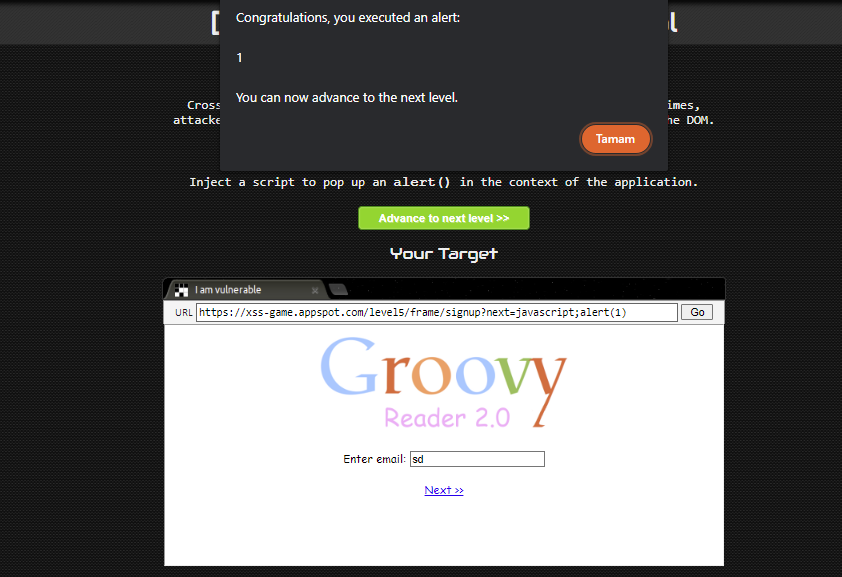 [
Congratulations, you executed an alert:
1
You can now advance to the next level.
Tamam
Cross
imes,
attacke
he DOM.
Inject a script to pop up an alert() in the context of the application.
Advance to next level >>
Your Target
I am vulnerable
URL https://xss-game.appspot.com/level5/frame/signup?next=javascript;alert(1) Go
Groovy
Reader 2.0
Enter email: sd
Next >>